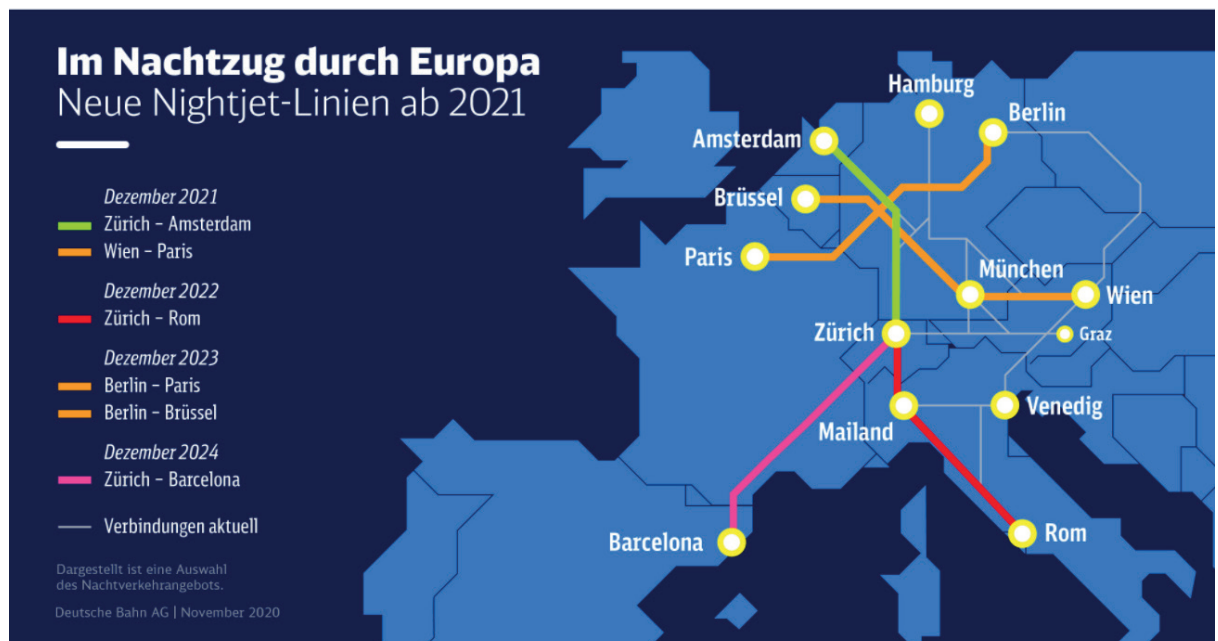 Im Nachtzug durch Europa
Neue Nightjet-Linien ab 2021
Dezember 2021
Zürich – Amsterdam
Wien – Paris
Dezember 2022
Zürich – Rom
Dezember 2023
Berlin – Paris
Berlin – Brüssel
Dezember 2024
Zürich – Barcelona
Verbindungen aktuell
Dargestellt ist eine Auswahl
des Nachtverkehrangebots.
Deutsche Bahn AG | November 2020
Hamburg
Berlin
Amsterdam
Brüssel
Paris
München
Wien
Zürich
Graz
Mailand
Venedig
Barcelona
Rom